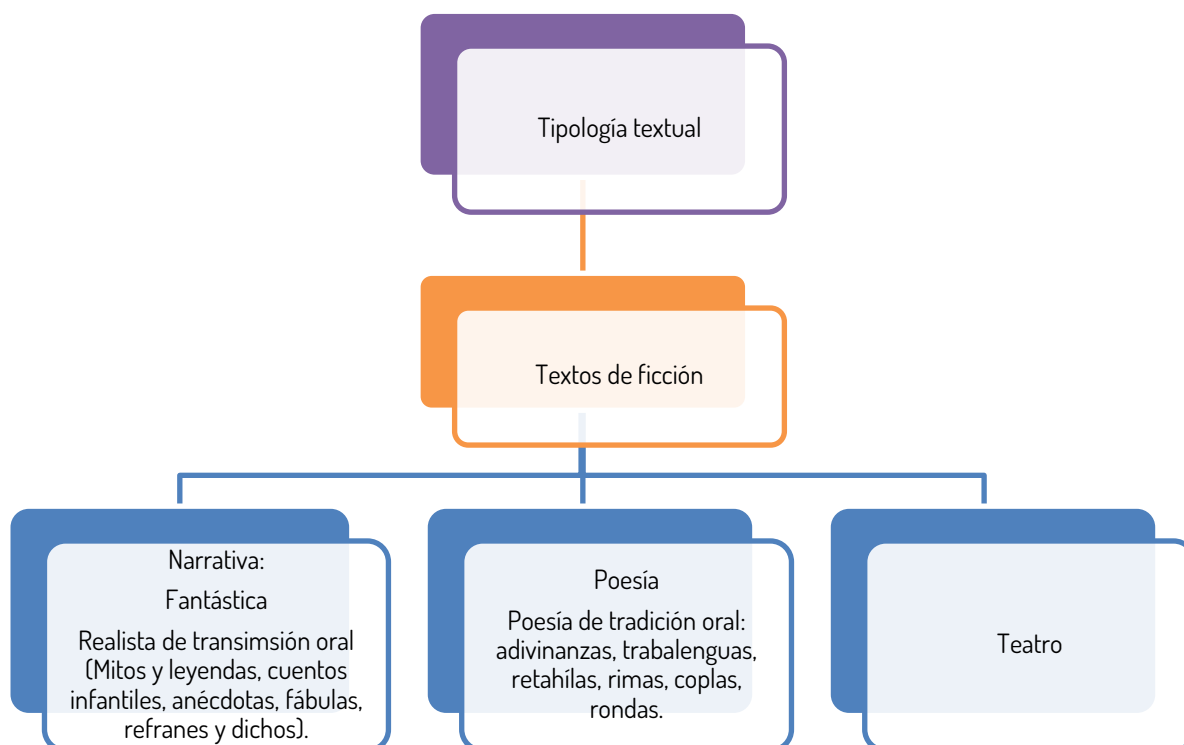 Tipología textual
Textos de ficción
Narrativa:
Fantástica
Realista de transimsión oral
(Mitos y leyendas, cuentos
infantiles, anécdotas, fábulas,
refranes y dichos).
Poesía
Poesía de tradición oral:
adivinanzas, trabalenguas,
retahílas, rimas, coplas,
rondas.
Teatro